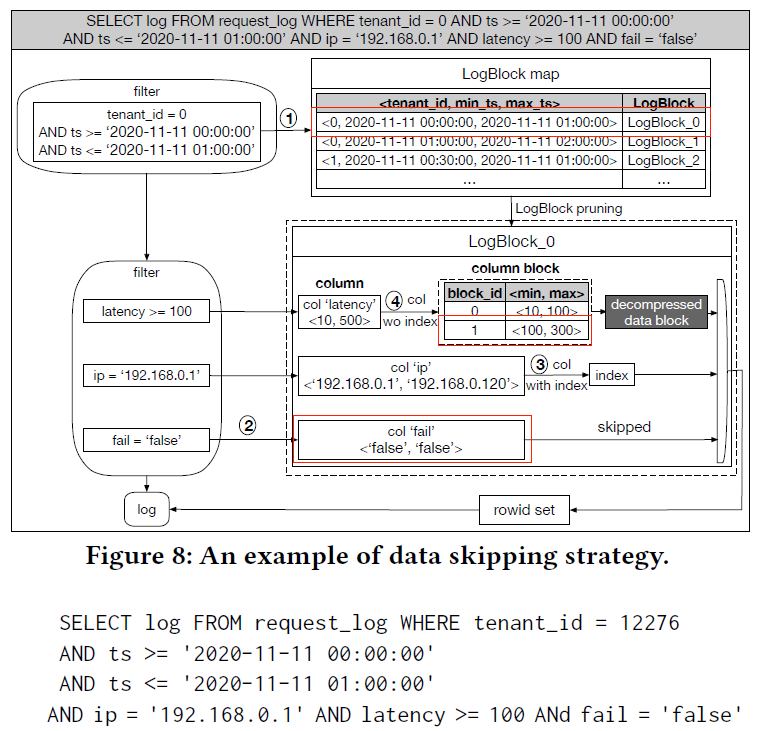 SELECT log FROM request_log WHERE tenant_id = 0 AND ts >= ‘2020-11-11 00:00:00’
AND ts <= ‘2020-11-11 01:00:00’ AND ip = ‘192.168.0.1’ AND latency >= 100 AND fail = ‘false’
filter
tenant_id = 0
AND ts >= ‘2020-11-11 00:00:00’
AND ts <= ‘2020-11-11 01:00:00’
1
LogBlock map
<tenant_id, min_ts, max_ts> LogBlock
<0, 2020-11-11 00:00:00, 2020-11-11 01:00:00> LogBlock_0
<0, 2020-11-11 01:00:00, 2020-11-11 02:00:00> LogBlock_1
<1, 2020-11-11 00:30:00, 2020-11-11 01:00:00> LogBlock_2
... ...
LogBlock pruning
LogBlock_0
filter
column
column block
latency >= 100
col ‘latency’
<10, 500>
4 col
wo index
block_id <min, max>
0 <10, 100>
1 <100, 300>
decompressed
data block
ip = ‘192.168.0.1’
col ‘ip’
<‘192.168.0.1’, ‘192.168.0.120’>
3 col
with index
index
fail = ‘false’
2
col ‘fail’
<‘false’, ‘false’>
skipped
log
rowid set
Figure 8: An example of data skipping strategy.
SELECT log FROM request_log WHERE tenant_id = 12276
AND ts >= '2020-11-11 00:00:00'
AND ts <= '2020-11-11 01:00:00'
AND ip = '192.168.0.1' AND latency >= 100 ANd fail = 'false'